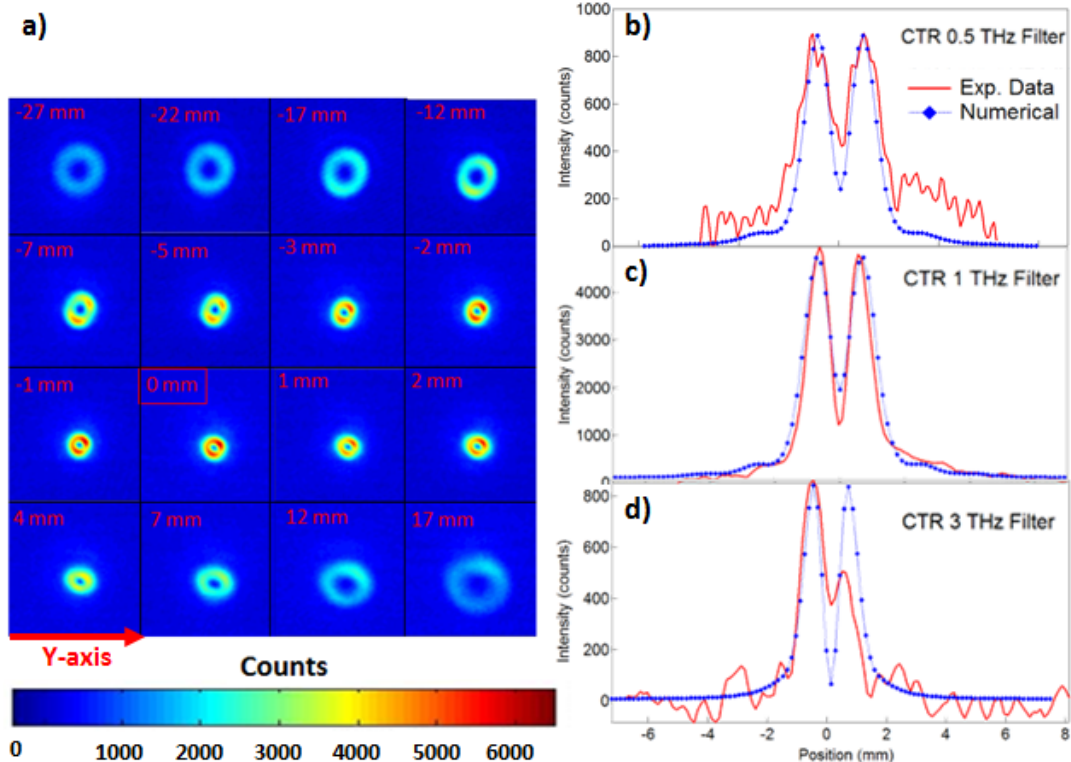 a)
-27 mm
-22 mm
-17 mm
-12 mm
-7 mm
-5 mm
-3 mm
-2 mm
-1 mm
0 mm
1 mm
2 mm
4 mm
7 mm
12 mm
17 mm
Y-axis
Counts
0 1000 2000 3000 4000 5000 6000
b)
CTR 0.5 THz Filter
Exp. Data
Numerical
Intensity (counts)
1000
800
600
400
200
0
c)
CTR 1 THz Filter
Intensity (counts)
4000
3000
2000
1000
0
d)
CTR 3 THz Filter
Intensity (counts)
800
600
400
200
0
-6 -4 -2 0 2 4 6 8
Position (mm)